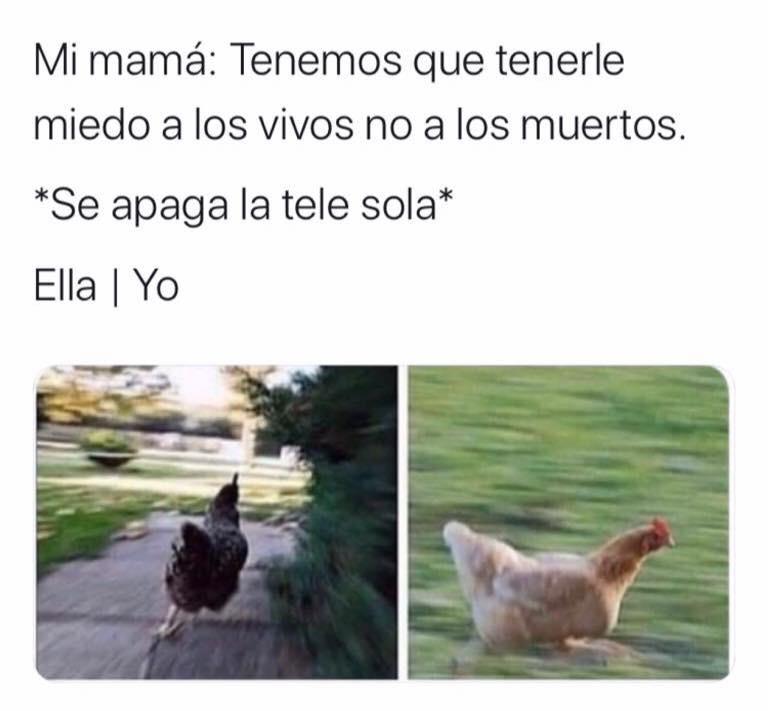 Mi mamá: Tenemos que tenerle
miedo a los vivos no a los muertos.
*Se apaga la tele sola*
Ella | Yo